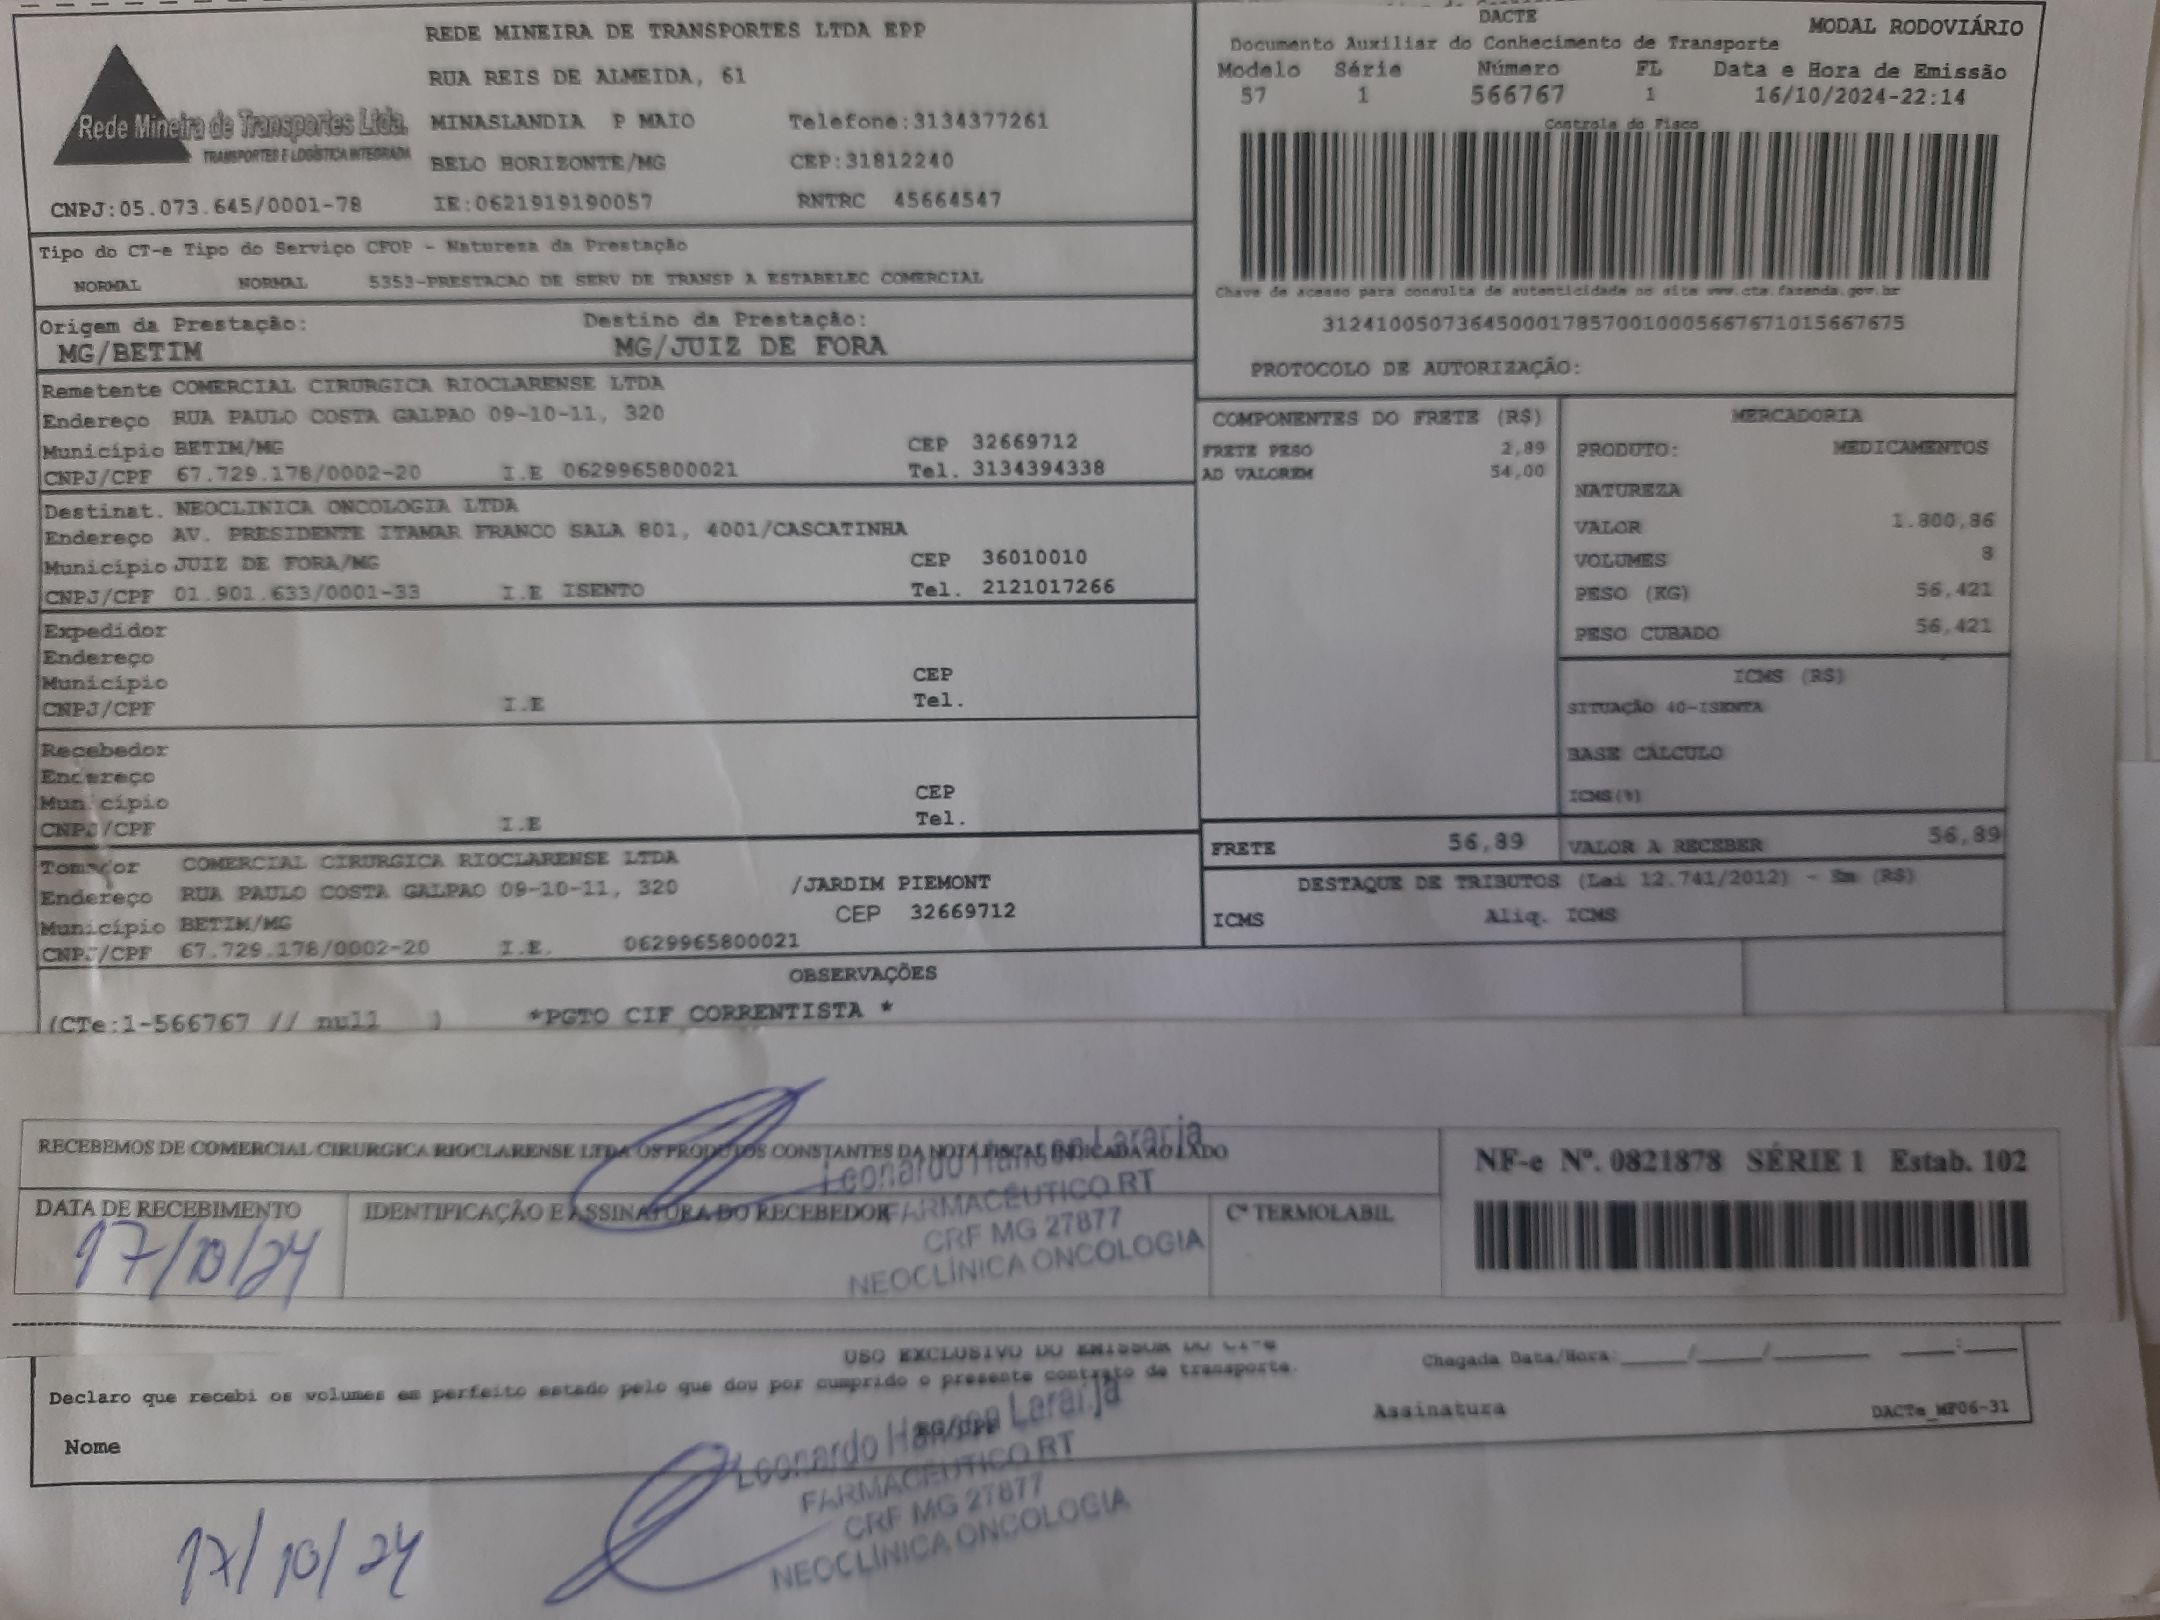 REDE MINEIRA DE TRANSPORTES LTDA EPP
RUA REIS DE ALMEIDA, 61
MINASLANDIA P MAIO Telefone:3134377261
BELO HORIZONTE/MG CEP:31812240
CNPJ:05.073.645/0001-78 IE:0621919190057 RNTRC 45664547
Rede Mineira de Transportes Ltda.
TRANSPORTES E LOGÍSTICA INTEGRADA
DACTE MODAL RODOVIÁRIO
Documento Auxiliar do Conhecimento de Transporte
Modelo Série Número FL Data e Hora de Emissão
57 1 566767 1 16/10/2024-22:14
Controle do Fisco
Chave de acesso para consulta de autenticidade no site www.cte.fazenda.gov.br
31241005073645000178570010005667671015667675
PROTOCOLO DE AUTORIZAÇÃO:
Tipo do CT-e Tipo do Serviço CFOP - Natureza da Prestação
NORMAL NORMAL 5353-PRESTACAO DE SERV DE TRANSP A ESTABELEC COMERCIAL
Origem da Prestação: Destino da Prestação:
MG/BETIM MG/JUIZ DE FORA
Remetente COMERCIAL CIRURGICA RIOCLARENSE LTDA
Endereço RUA PAULO COSTA GALPAO 09-10-11, 320
Município BETIM/MG CEP 32669712
CNPJ/CPF 67.729.178/0002-20 I.E 0629965800021 Tel. 3134394338
Destinat. NEOCLINICA ONCOLOGIA LTDA
Endereço AV. PRESIDENTE ITAMAR FRANCO SALA 801, 4001/CASCATINHA
Município JUIZ DE FORA/MG CEP 36010010
CNPJ/CPF 01.901.633/0001-33 I.E ISENTO Tel. 2121017266
Expedidor
Endereço
Município CEP
CNPJ/CPF I.E Tel.
Recebedor
Endereço
Município CEP
CNPJ/CPF I.E Tel.
Tomador COMERCIAL CIRURGICA RIOCLARENSE LTDA
Endereço RUA PAULO COSTA GALPAO 09-10-11, 320 /JARDIM PIEMONT
Município BETIM/MG CEP 32669712
CNPJ/CPF 67.729.178/0002-20 I.E. 0629965800021
COMPONENTES DO FRETE (R$)
FRETE PESO 2,89
AD VALOREM 54,00
MERCADORIA
PRODUTO: MEDICAMENTOS
NATUREZA
VALOR 1.800,86
VOLUMES 8
PESO (KG) 56,421
PESO CUBADO 56,421
ICMS (R$)
SITUAÇÃO 40-ISENTA
BASE CÁLCULO
ICMS(%)
FRETE 56,89 VALOR A RECEBER 56,89
DESTAQUE DE TRIBUTOS (Lei 12.741/2012) - Em (R$)
ICMS Aliq. ICMS
OBSERVAÇÕES
(CTe:1-566767 // null ) *PGTO CIF CORRENTISTA *
RECEBEMOS DE COMERCIAL CIRURGICA RIOCLARENSE LTDA OS PRODUTOS CONSTANTES DA NOTA FISCAL INDICADA AO LADO
NF-e Nº. 0821878 SÉRIE 1 Estab. 102
DATA DE RECEBIMENTO IDENTIFICAÇÃO E ASSINATURA DO RECEBEDOR Cº TERMOLABIL
17/10/24
Leonardo Hanson Laranja
FARMACÊUTICO RT
CRF MG 27877
NEOCLÍNICA ONCOLOGIA
USO EXCLUSIVO DO EMISSOR DO CT-e
Declaro que recebi os volumes em perfeito estado pelo que dou por cumprido o presente contrato de transporte.
Chegada Data/Hora:_____/_____/_______ ____:____
Nome RG/CPF Assinatura DACTe_MF06-31
Leonardo Hanson Laranja
FARMACÊUTICO RT
CRF MG 27877
NEOCLÍNICA ONCOLOGIA
17/10/24